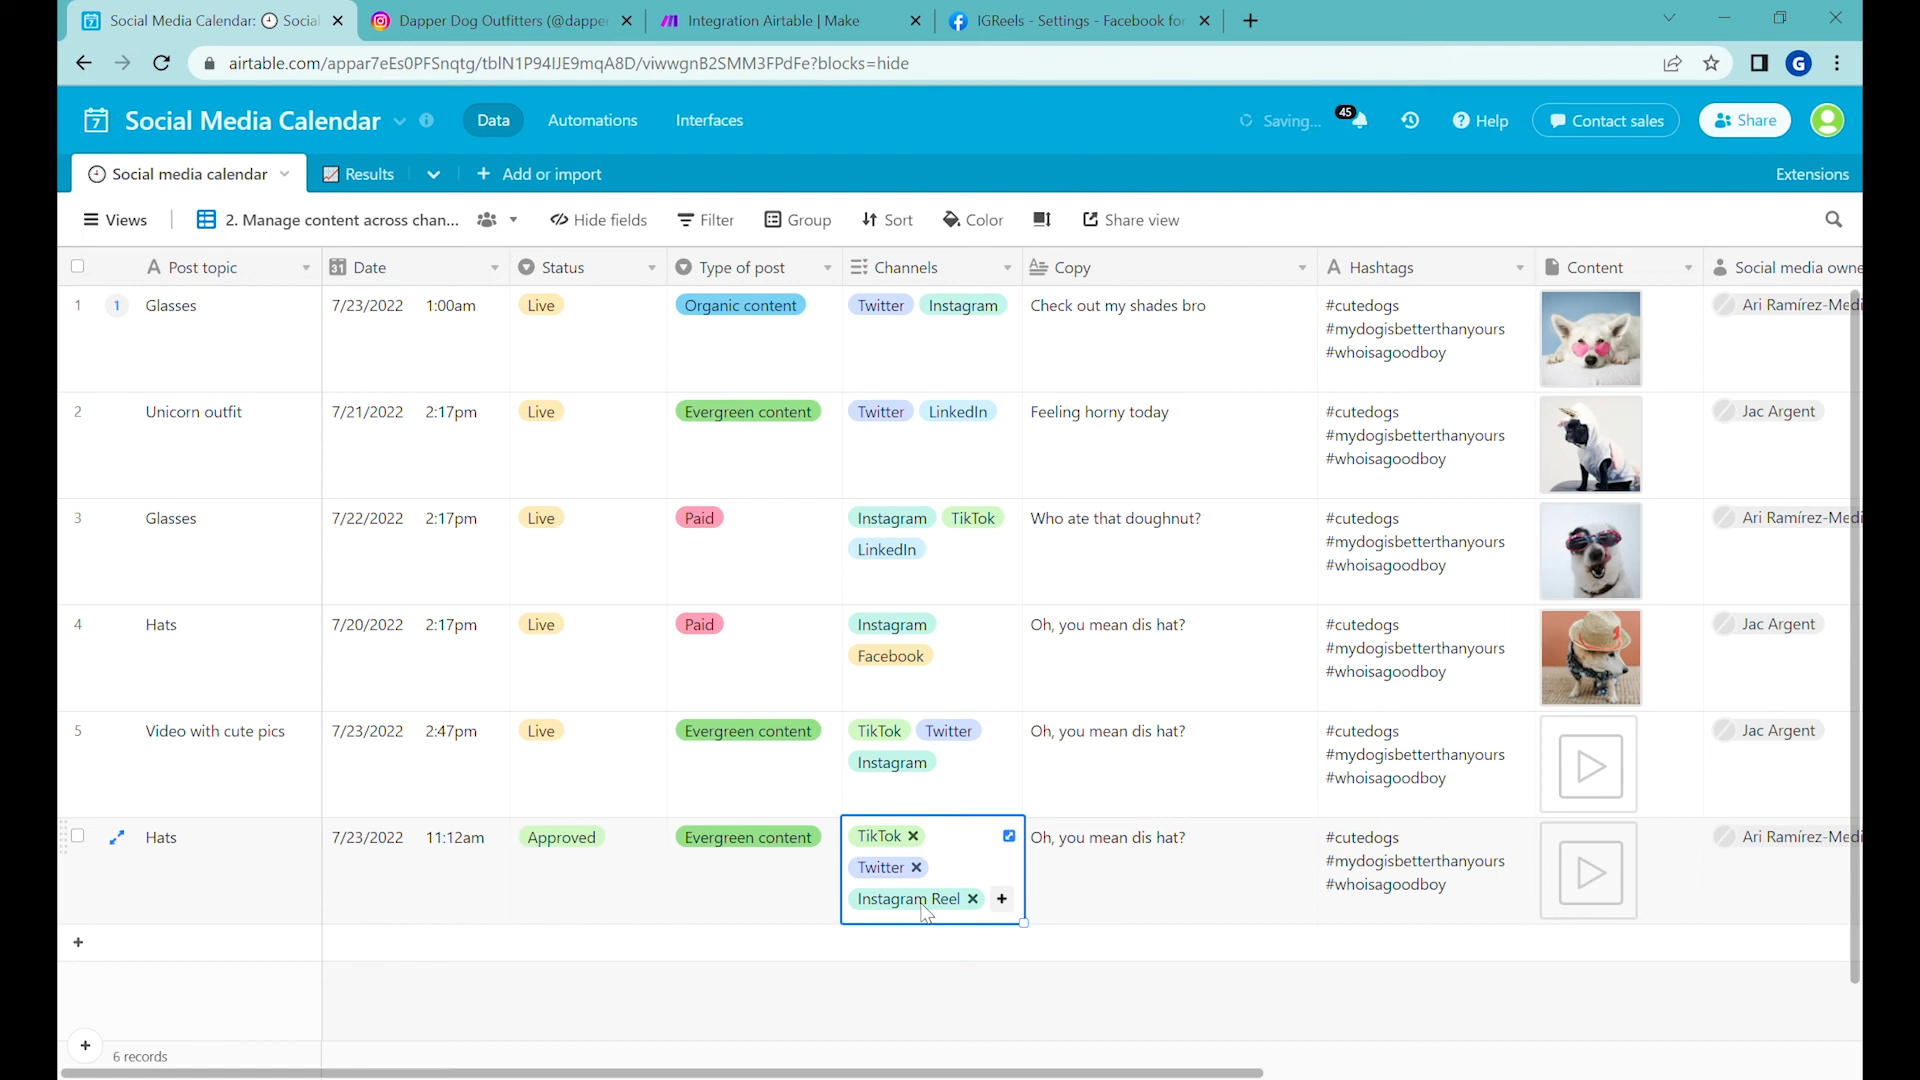 Social Media Calendar: Social
Dapper Dog Outfitters (@dapper
Integration Airtable | Make
IGReels - Settings - Facebook for
airtable.com/appar7eEs0PFSnqtg/tblN1P94IJE9mqA8D/viwwgnB2SMM3FPdFe?blocks=hide
G
7
Social Media Calendar
Data
Automations
Interfaces
Saving...
45
Help
Contact sales
Share
Social media calendar
Results
Add or import
Extensions
Views
2. Manage content across chan...
Hide fields
Filter
Group
Sort
Color
Share view
Post topic
Date
Status
Type of post
Channels
Copy
Hashtags
Content
Social media owne
1 1 Glasses 7/23/2022 1:00am Live Organic content Twitter Instagram Check out my shades bro #cutedogs Ari Ramírez-Medi
#mydogisbetterthanyours
#whoisagoodboy
2 Unicorn outfit 7/21/2022 2:17pm Live Evergreen content Twitter LinkedIn Feeling horny today #cutedogs Jac Argent
#mydogisbetterthanyours
#whoisagoodboy
3 Glasses 7/22/2022 2:17pm Live Paid Instagram TikTok Who ate that doughnut? #cutedogs Ari Ramírez-Medi
LinkedIn #mydogisbetterthanyours
#whoisagoodboy
4 Hats 7/20/2022 2:17pm Live Paid Instagram Oh, you mean dis hat? #cutedogs Jac Argent
Facebook #mydogisbetterthanyours
#whoisagoodboy
5 Video with cute pics 7/23/2022 2:47pm Live Evergreen content TikTok Twitter Oh, you mean dis hat? #cutedogs Jac Argent
Instagram #mydogisbetterthanyours
#whoisagoodboy
Hats 7/23/2022 11:12am Approved Evergreen content TikTok Oh, you mean dis hat? #cutedogs Ari Ramírez-Medi
Twitter #mydogisbetterthanyours
Instagram Reel #whoisagoodboy
6 records